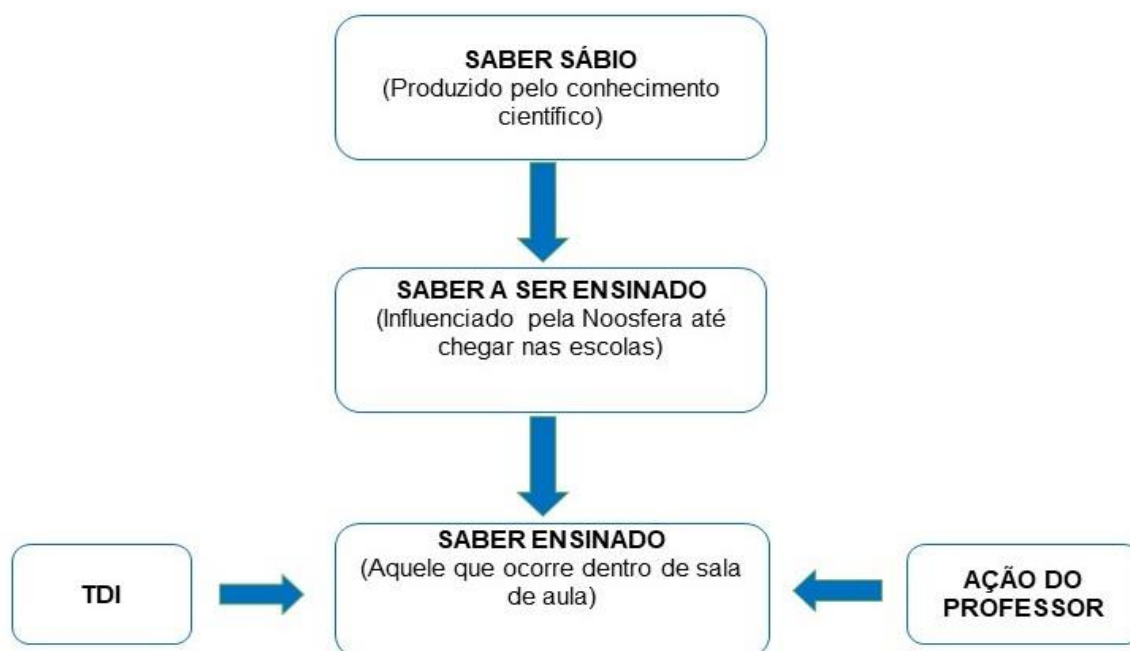 SABER SÁBIO
(Produzido pelo conhecimento
científico)
SABER A SER ENSINADO
(Influenciado pela Noosfera até
chegar nas escolas)
SABER ENSINADO
(Aquele que ocorre dentro de sala
de aula)
TDI
AÇÃO DO
PROFESSOR